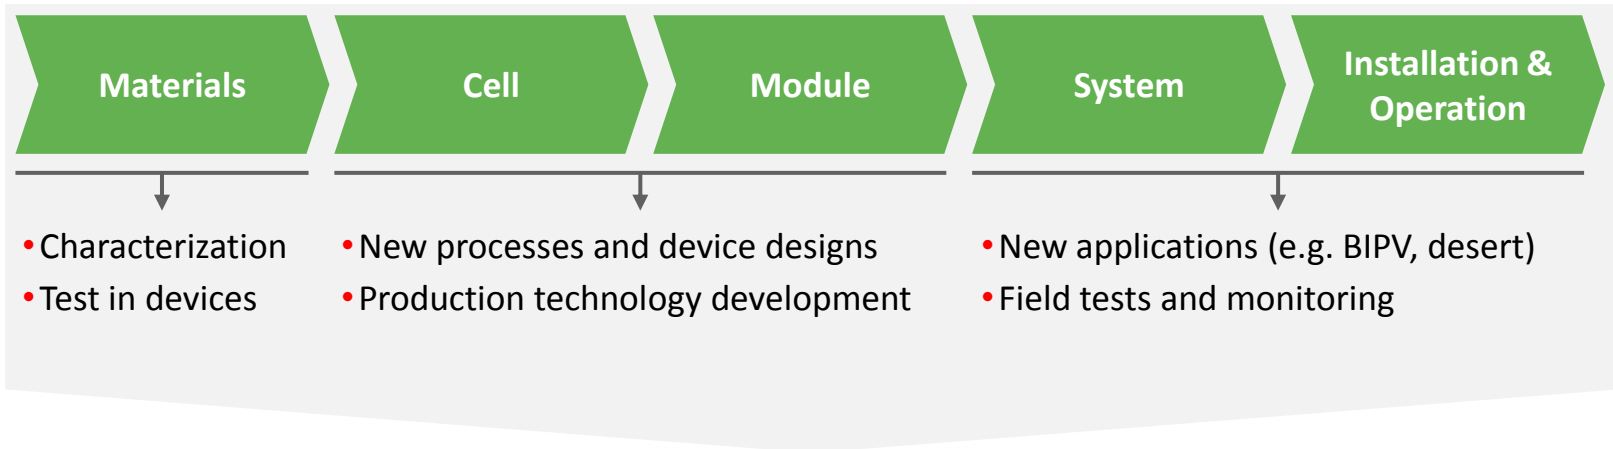 Materials
Cell
Module
System
Installation &
Operation
•Characterization
•Test in devices
•New processes and device designs
•Production technology development
•New applications (e.g. BIPV, desert)
•Field tests and monitoring